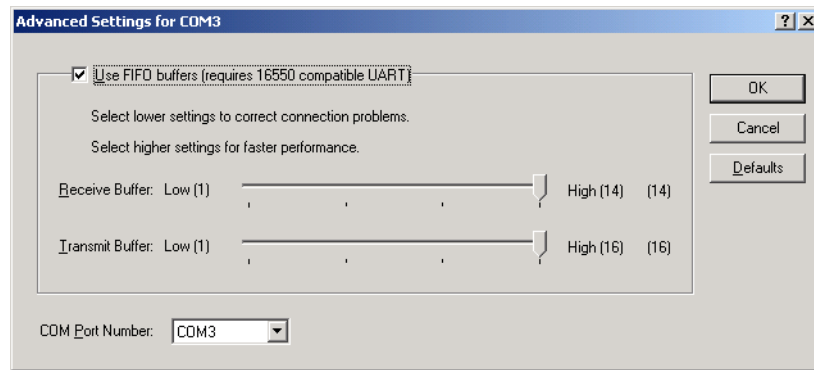 Advanced Settings for COM3
? ×
Use FIFO buffers (requires 16550 compatible UART)
OK
Select lower settings to correct connection problems.
Cancel
Select higher settings for faster performance.
Defaults
Receive Buffer: Low (1) High (14) (14)
Transmit Buffer: Low (1) High (16) (16)
COM Port Number: COM3